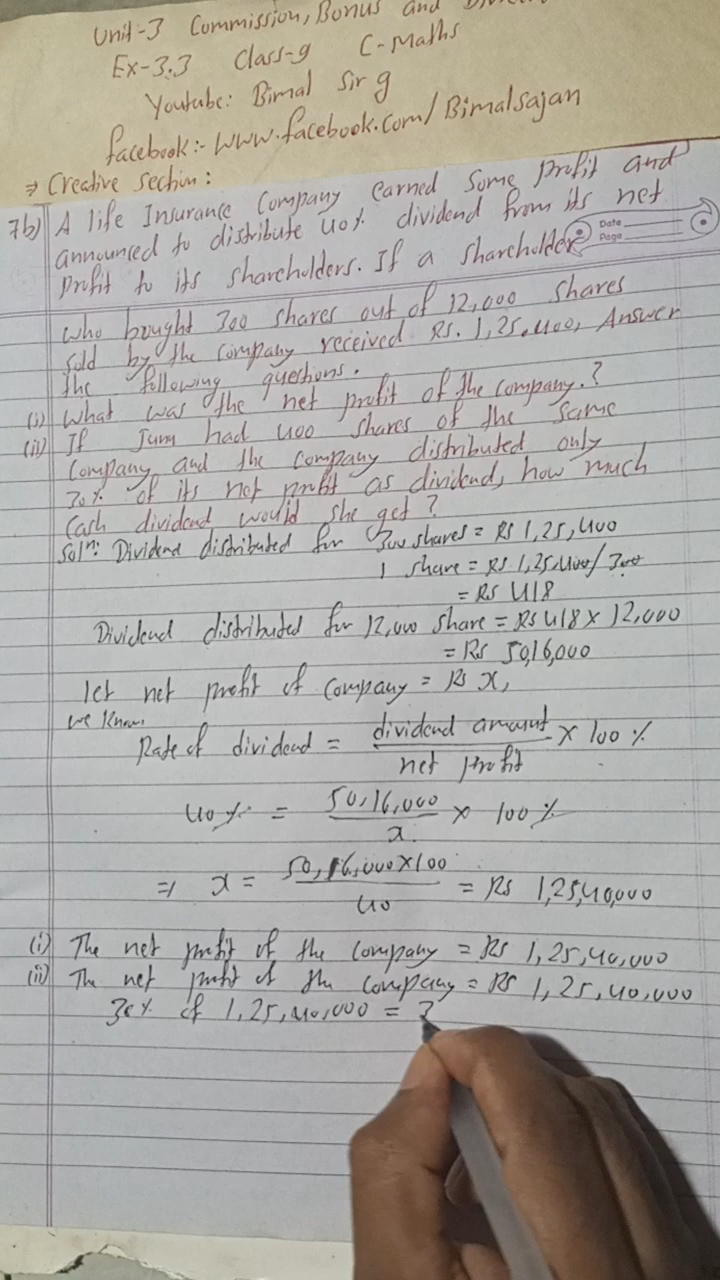 Unit-3 Commission, Bonus and
Ex-3.3 Class-9 C-Maths
Youtube: Bimal Sir g
facebook:- www.facebook.com/Bimalsajan
⇒ Creative section:
7b) A life Insurance Company earned some profit and
announced to distribute 40% dividend from its net
profit to its shareholders. If a shareholder
Date
Page
who bought 300 shares out of 12,000 shares
sold by the company received Rs. 1,25,400, Answer
the following questions.
(i) What was the net profit of the company?
(ii) If had 400 shares of the same
company and the company distributed only
30% of its net profit as dividend, how much
cash dividend would she get?
Soln: Dividend distributed for 300 shares = Rs 1,25,400
1 share = Rs 1,25,400/300
= Rs 418
Dividend distributed for 12,000 share = Rs 418 × 12,000
= Rs 50,16,000
let net profit of company = Rs x,
we know
Rate of dividend = dividend amount / net profit × 100%
40% = 50,16,000 / x × 100%
⇒ x = 50,16,000×100 / 40 = Rs 1,25,40,000
(i) The net profit of the company = Rs 1,25,40,000
(ii) The net profit of the company = Rs 1,25,40,000
30% of 1,25,40,000 =